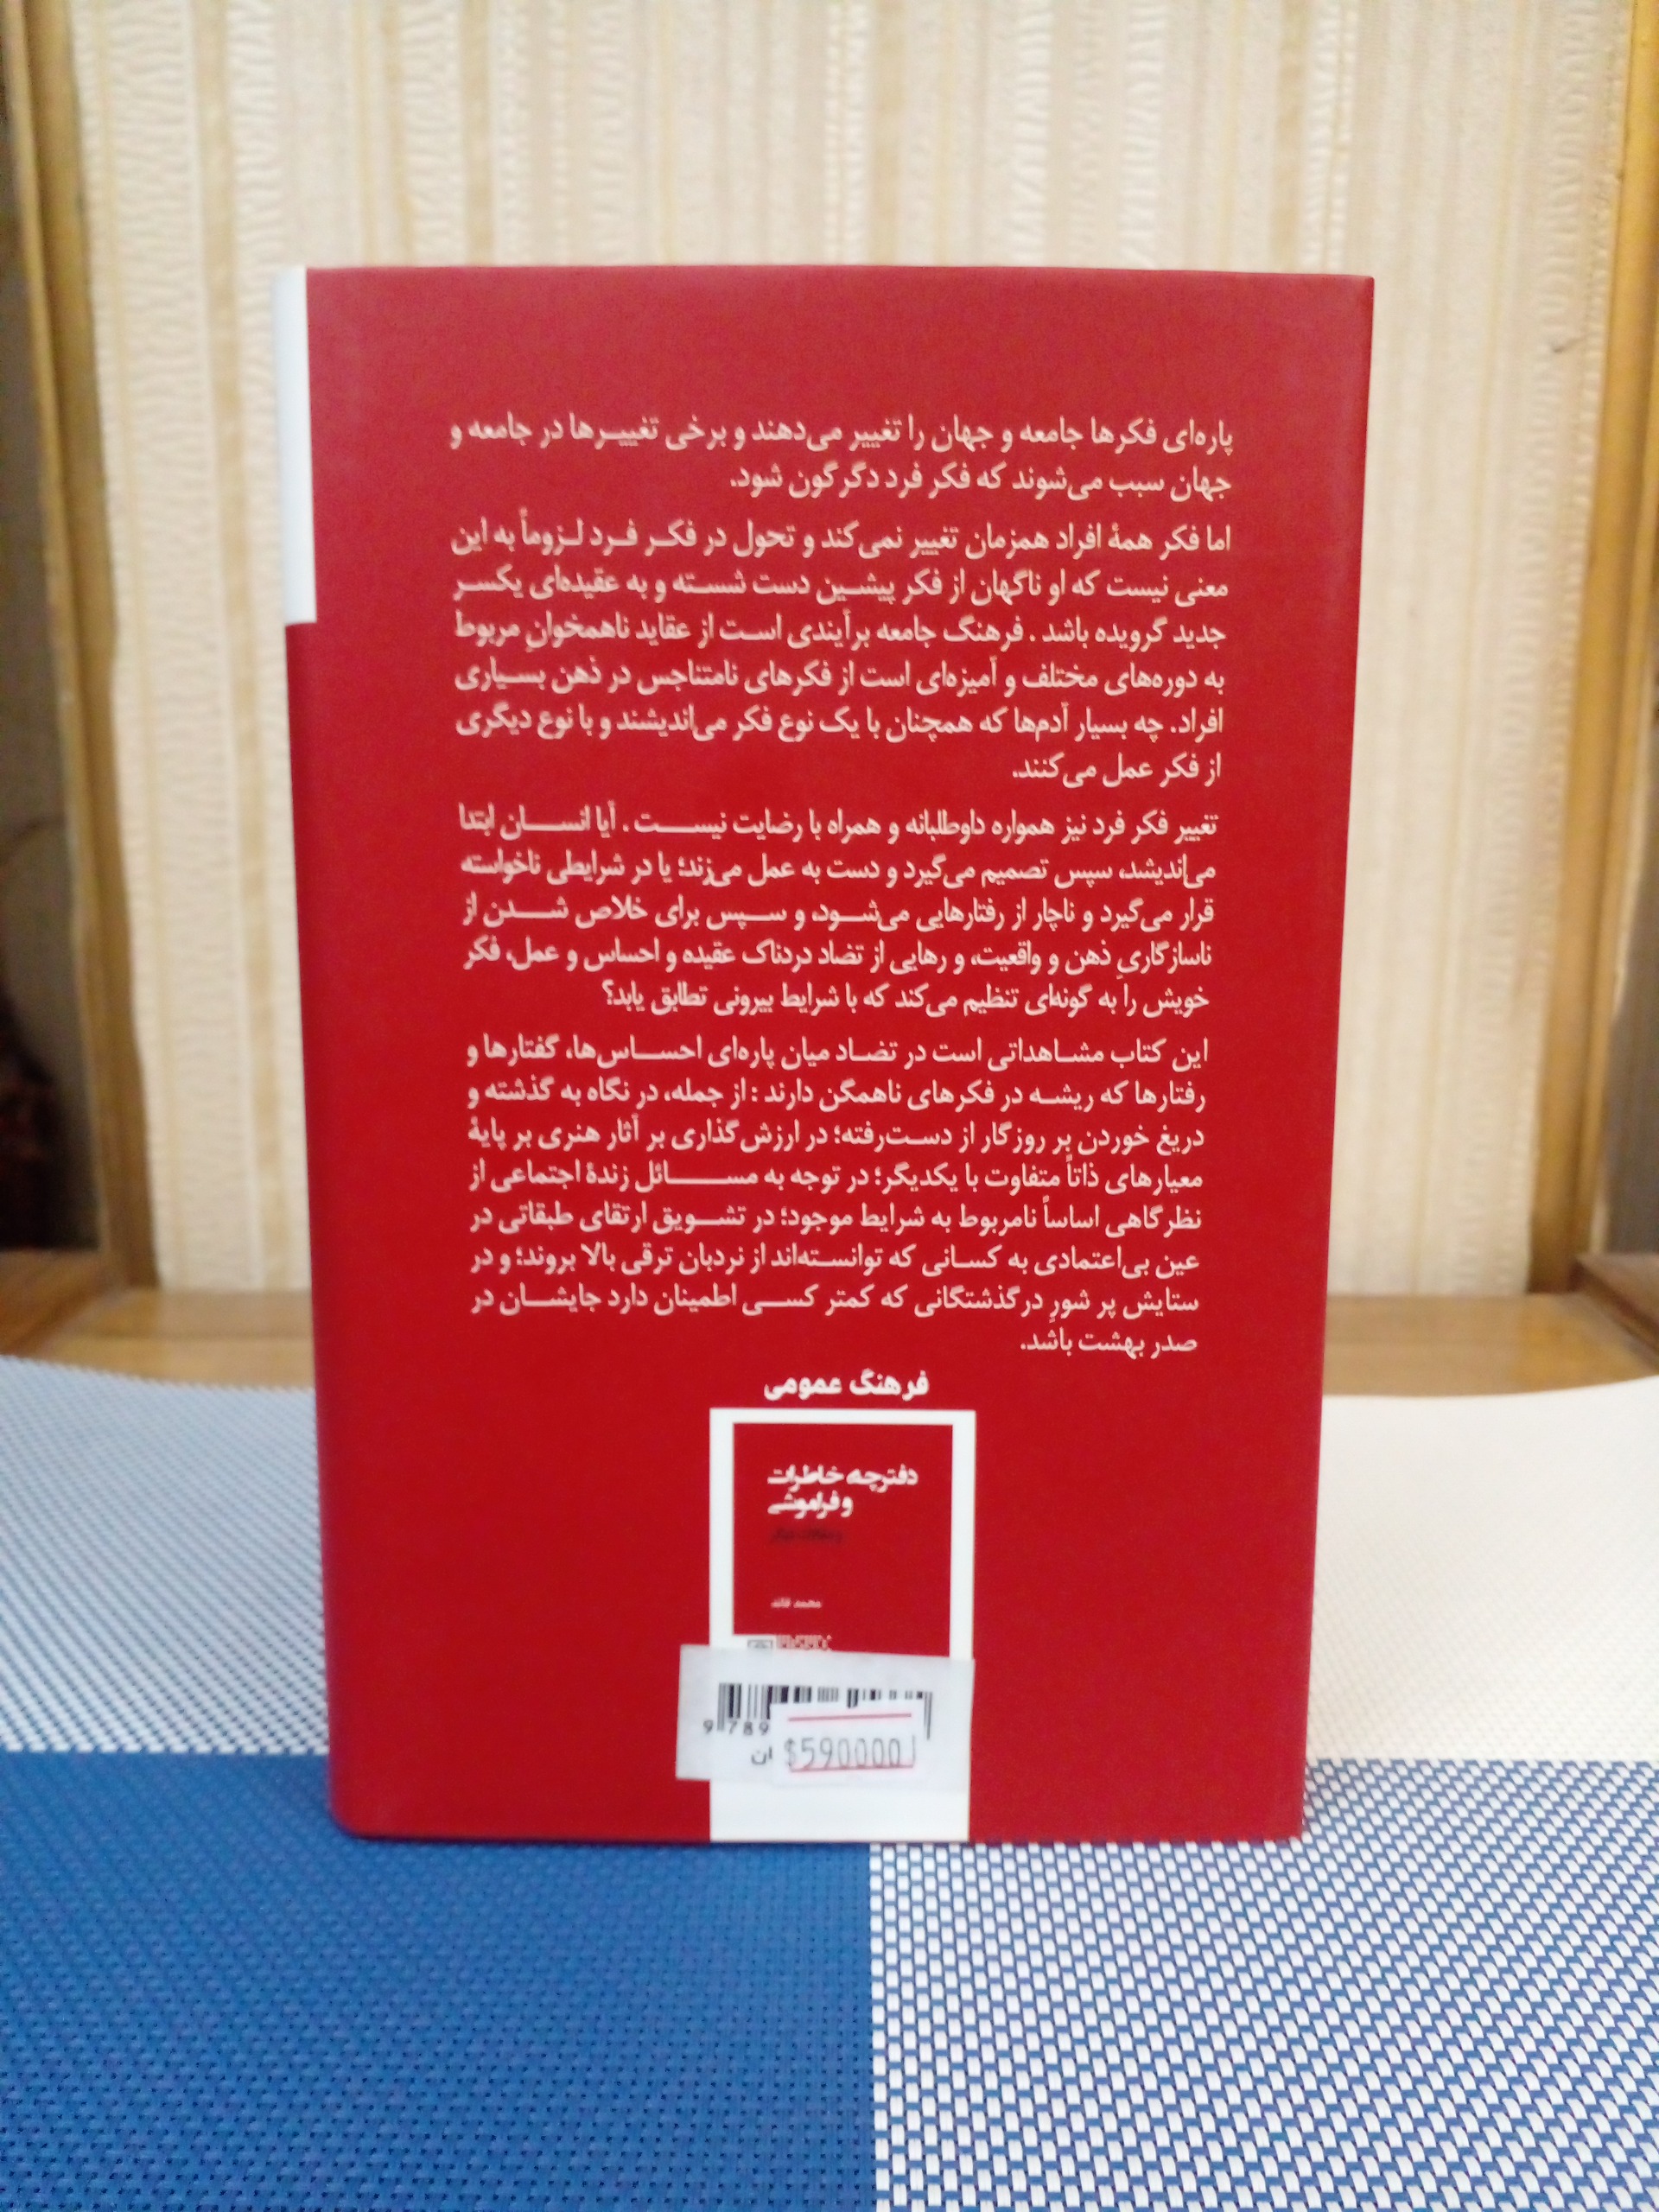 پاره‌ای فکرها جامعه و جهان را تغییر می‌دهند و برخی تغییرها در جامعه و
جهان سبب می‌شوند که فکر فرد دگرگون شود.
اما فکر همهٔ افراد همزمان تغییر نمی‌کند و تحول در فکر فرد لزوماً به این
معنی نیست که او ناگهان از فکر پیشین دست شسته و به عقیده‌ای یکسر
جدید گرویده باشد. فرهنگ جامعه برآیندی است از عقاید ناهمخوانِ مربوط
به دوره‌های مختلف و آمیزه‌ای است از فکرهای نامتناجس در ذهن بسیاری
افراد. چه بسیار آدم‌ها که همچنان با یک نوع فکر می‌اندیشند و با نوع دیگری
از فکر عمل می‌کنند.
تغییر فکر فرد نیز همواره داوطلبانه و همراه با رضایت نیست. آیا انسان ابتدا
می‌اندیشد، سپس تصمیم می‌گیرد و دست به عمل می‌زند؛ یا در شرایطی ناخواسته
قرار می‌گیرد و ناچار از رفتارهایی می‌شود، و سپس برای خلاص شدن از
ناسازگاریِ ذهن و واقعیت، و رهایی از تضاد دردناک عقیده و احساس و عمل، فکر
خویش را به گونه‌ای تنظیم می‌کند که با شرایط بیرونی تطابق یابد؟
این کتاب مشاهداتی است در تضاد میان پاره‌ای احساس‌ها، گفتارها و
رفتارها که ریشه در فکرهای ناهمگن دارند: از جمله، در نگاه به گذشته و
دریغ خوردن بر روزگار از دست‌رفته؛ در ارزش‌گذاری بر آثار هنری بر پایهٔ
معیارهای ذاتاً متفاوت با یکدیگر؛ در توجه به مسائل زندهٔ اجتماعی از
نظرگاهی اساساً نامربوط به شرایط موجود؛ در تشویق ارتقای طبقاتی در
عین بی‌اعتمادی به کسانی که توانسته‌اند از نردبان ترقی بالا بروند؛ و در
ستایش پر شورِ درگذشتگانی که کمتر کسی اطمینان دارد جایشان در
صدر بهشت باشد.
فرهنگ عمومی
دفترچه خاطرات
و فراموشی
محمد قائد
9 789
ان
$590000